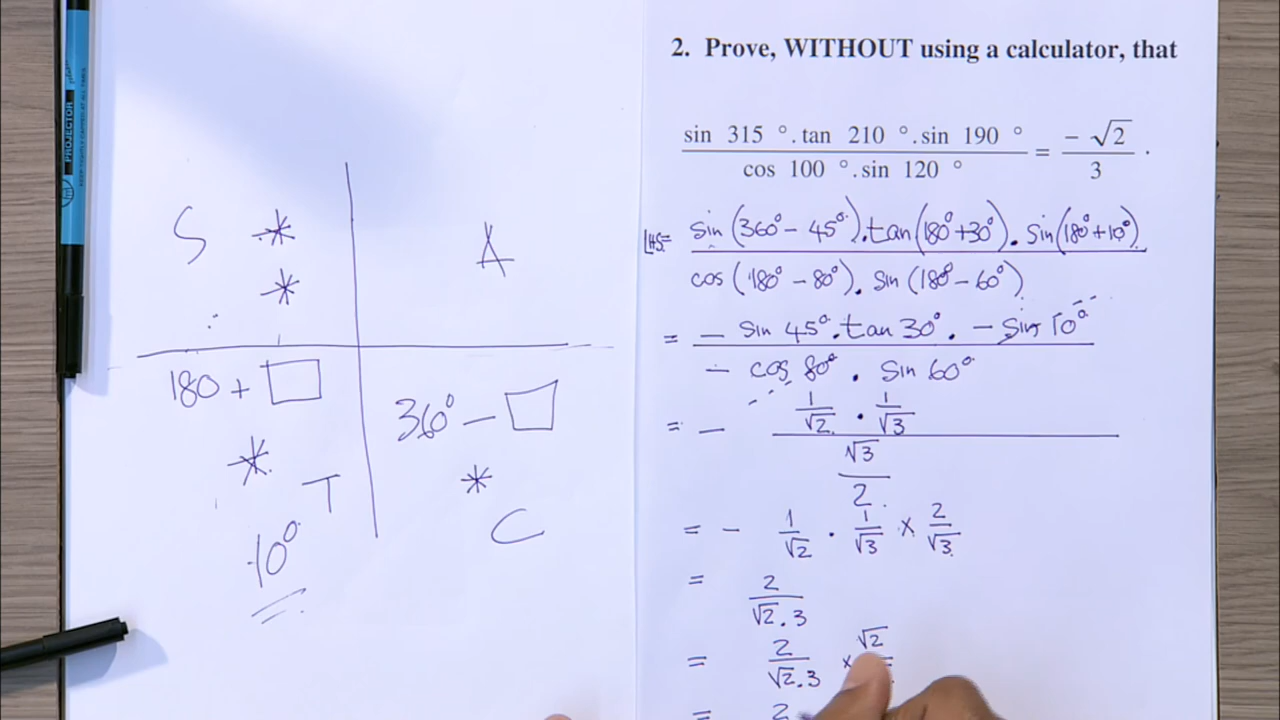 PROJECTOR
S * A
*
180 + □ 360° – □
* *
T C
10°
2. Prove, WITHOUT using a calculator, that
sin 315 °.tan 210 °.sin 190 ° / cos 100 °.sin 120 ° = – √2 / 3 .
LHS= sin (360° – 45°).tan(180°+30°). sin(180°+10°)
cos (180° – 80°). sin (180° – 60°)
= – sin 45°.tan 30°. – sin 10°
– cos 80° . sin 60°
= – 1/√2 . 1/√3
√3/2
= – 1/√2 . 1/√3 × 2/√3
= 2/√2 . 3
= 2/√2 . 3 × √2
= 2